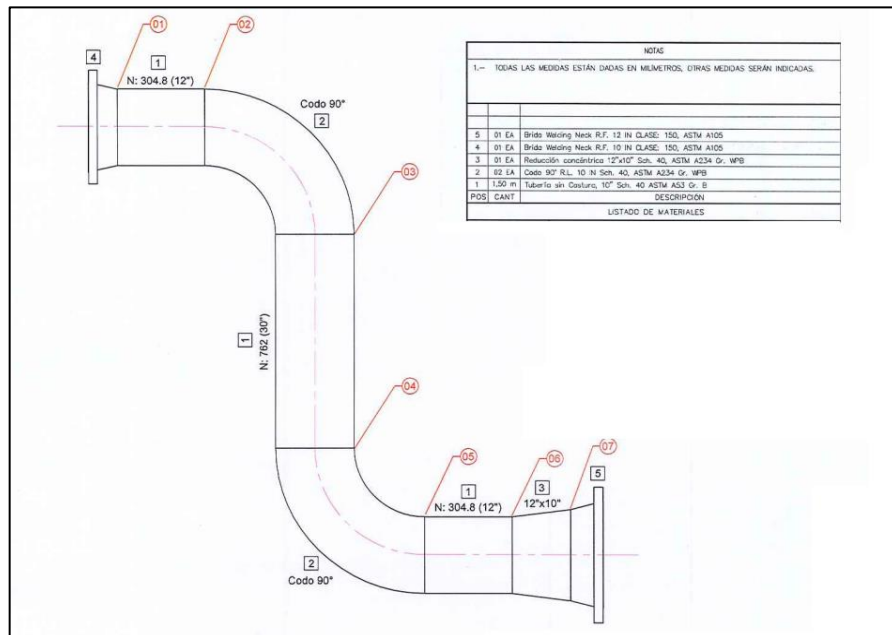 01
02
4
1
N: 304.8 (12")
Codo 90°
2
03
1
N: 762 (30")
04
05
06
07
1
N: 304.8 (12")
3
12"x10"
5
2
Codo 90°
NOTAS
1.- TODAS LAS MEDIDAS ESTÁN DADAS EN MILÍMETROS, OTRAS MEDIDAS SERÁN INDICADAS.
5 01 EA Brida Welding Neck R.F. 12 IN CLASE: 150, ASTM A105
4 01 EA Brida Welding Neck R.F. 10 IN CLASE: 150, ASTM A105
3 01 EA Reducción concéntrica 12"x10" Sch. 40, ASTM A234 Gr. WPB
2 02 EA Codo 90° R.L. 10 IN Sch. 40, ASTM A234 Gr. WPB
1 1,50 m Tubería sin Costura, 10" Sch. 40 ASTM A53 Gr. B
POS CANT DESCRIPCIÓN
LISTADO DE MATERIALES